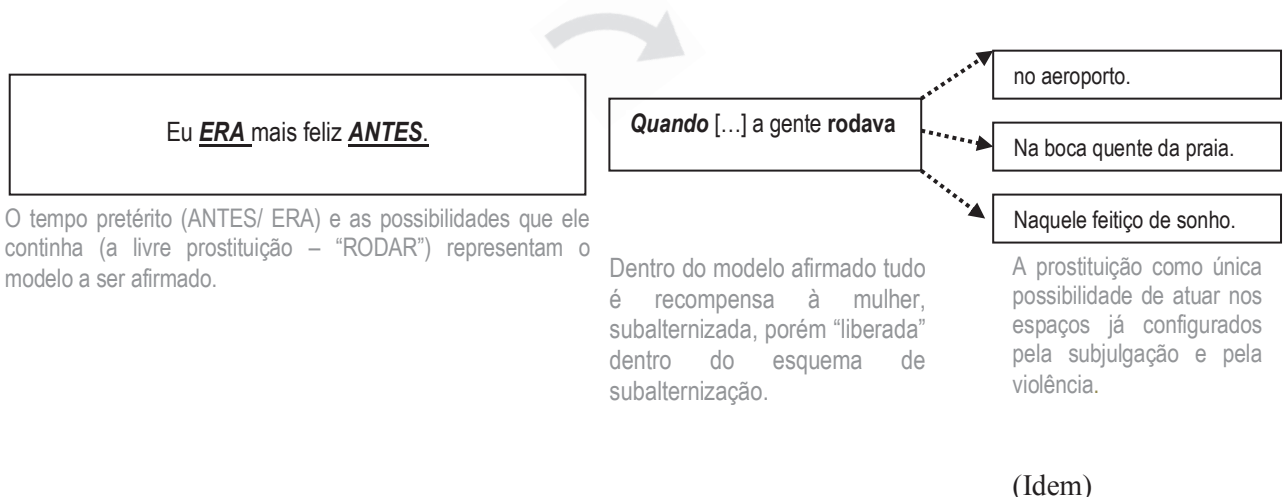 Eu ERA mais feliz ANTES.
O tempo pretérito (ANTES/ ERA) e as possibilidades que ele
continha (a livre prostituição – “RODAR”) representam o
modelo a ser afirmado.
Quando […] a gente rodava
Dentro do modelo afirmado tudo
é recompensa à mulher,
subalternizada, porém “liberada”
dentro do esquema de
subalternização.
no aeroporto.
Na boca quente da praia.
Naquele feitiço de sonho.
A prostituição como única
possibilidade de atuar nos
espaços já configurados
pela subjulgação e pela
violência.
(Idem)